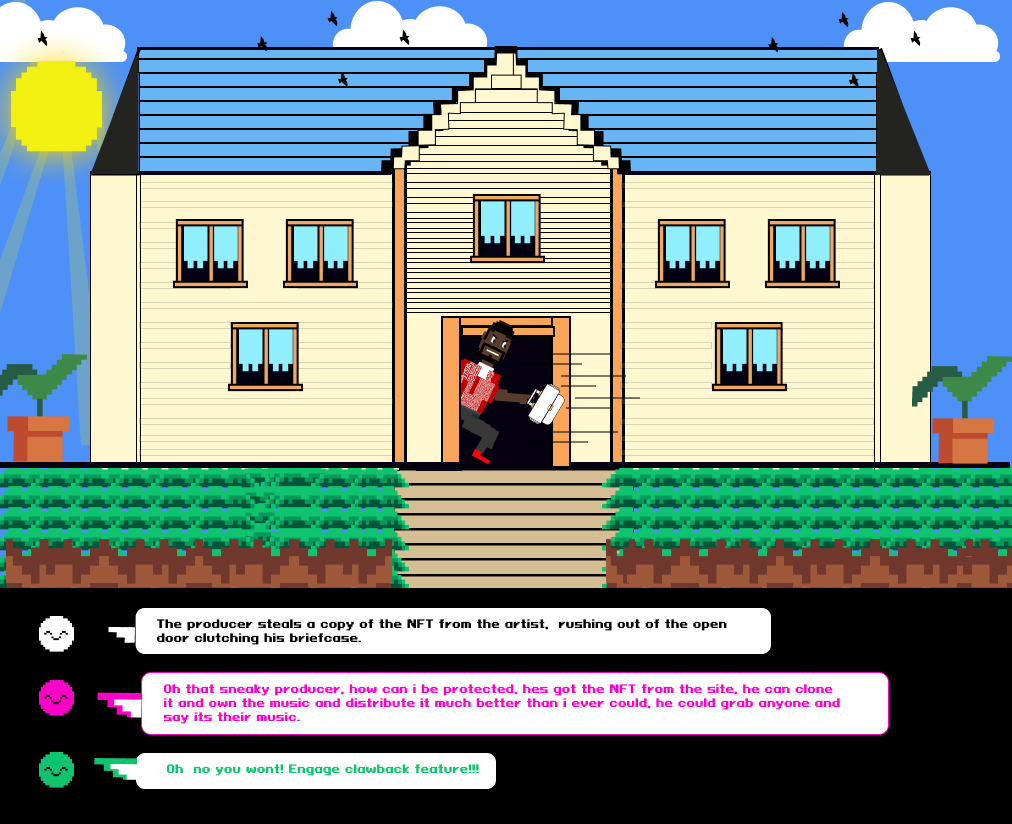 The producer steals a copy of the NFT from the artist,  rushing out of the open
door clutching his briefcase.
Oh that sneaky producer, how can i be protected, hes got the NFT from the site, he can clone
it and own the music and distribute it much better than i ever could, he could grab anyone and
say its their music.
Oh  no you wont! Engage clawback feature!!!